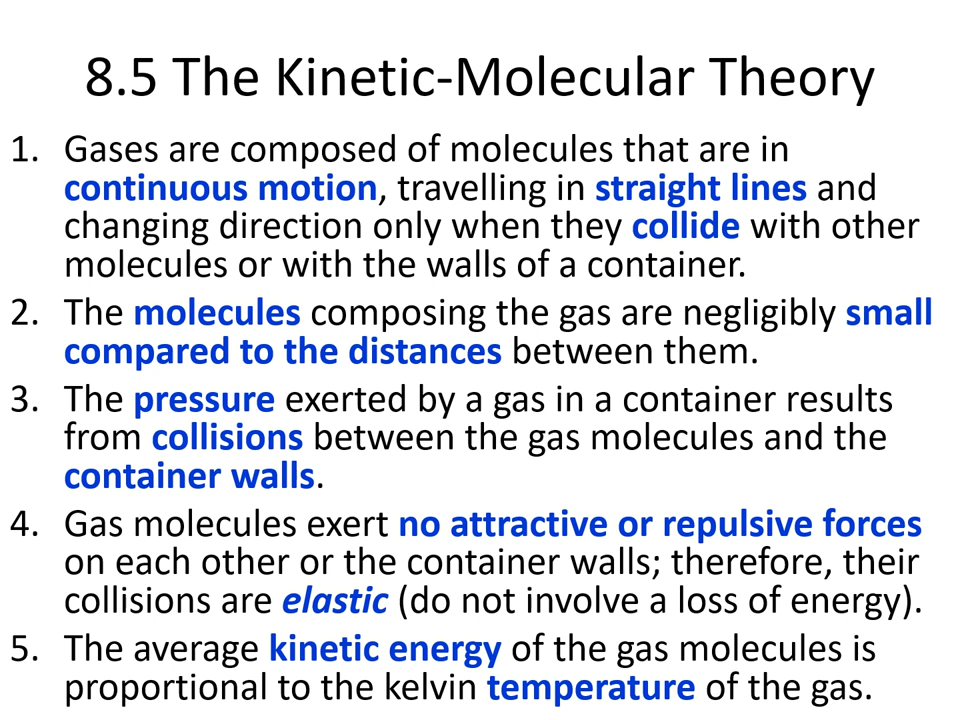 8.5 The Kinetic-Molecular Theory
1. Gases are composed of molecules that are in
continuous motion, travelling in straight lines and
changing direction only when they collide with other
molecules or with the walls of a container.
2. The molecules composing the gas are negligibly small
compared to the distances between them.
3. The pressure exerted by a gas in a container results
from collisions between the gas molecules and the
container walls.
4. Gas molecules exert no attractive or repulsive forces
on each other or the container walls; therefore, their
collisions are elastic (do not involve a loss of energy).
5. The average kinetic energy of the gas molecules is
proportional to the kelvin temperature of the gas.